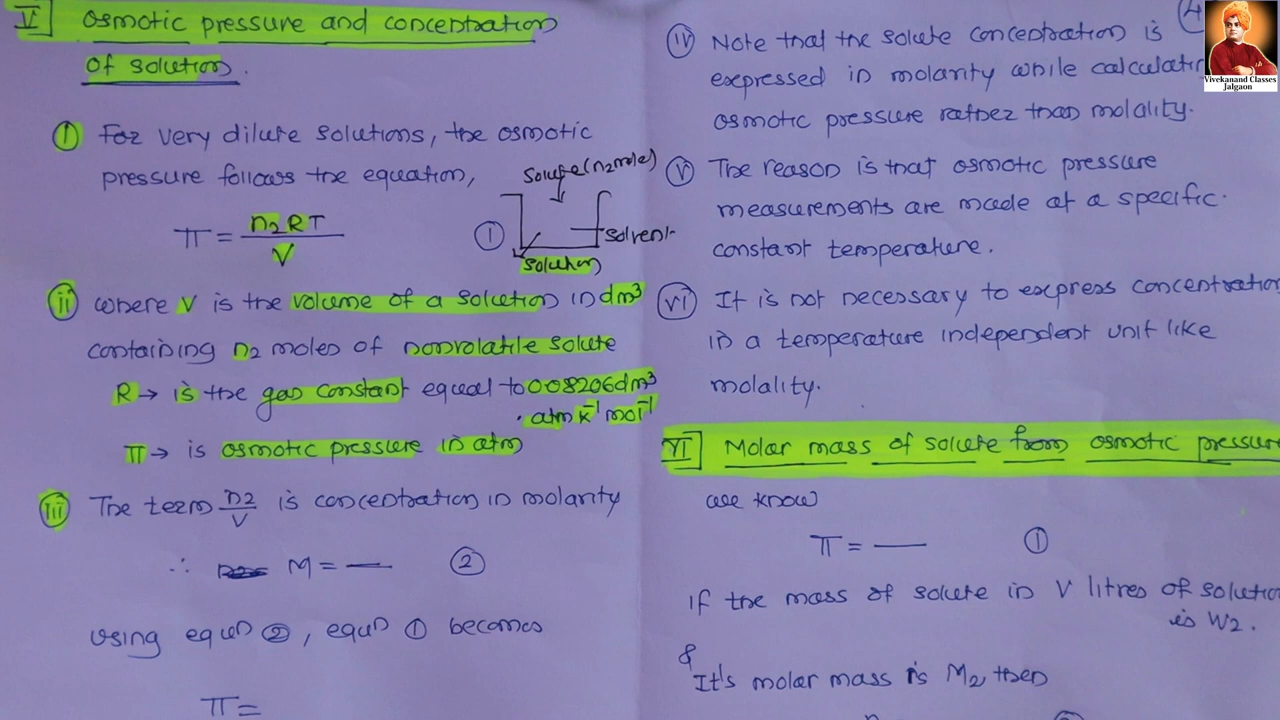 V] Osmotic pressure and concentration
of solution.
① For very dilute solutions, the osmotic
pressure follows the equation,
π = n₂RT / V
①
Solute (n₂ mole)
Solvent
Solution
ⅱ where V is the volume of a solution in dm³
containing n₂ moles of nonvolatile solute
R → is the gas constant equal to 0.08206 dm³
. atm K⁻¹ mol⁻¹
π → is osmotic pressure in atm
ⅲ The term n₂/V is concentration in molarity
∴ M = — ②
Using equn ②, equn ① becomes
π =
4
ⅳ Note that the solute concentration is
expressed in molarity while calculatin
osmotic pressure rather than molality.
ⅴ The reason is that osmotic pressure
measurements are made at a specific
constant temperature.
ⅵ It is not necessary to express concentration
in a temperature independent unit like
molality.
VI] Molar mass of solute from osmotic pressur
we know
π = — ①
If the mass of solute in V litres of solutio
is W₂.
&
It's molar mass is M₂ then
Vivekanand Classes
Jalgaon